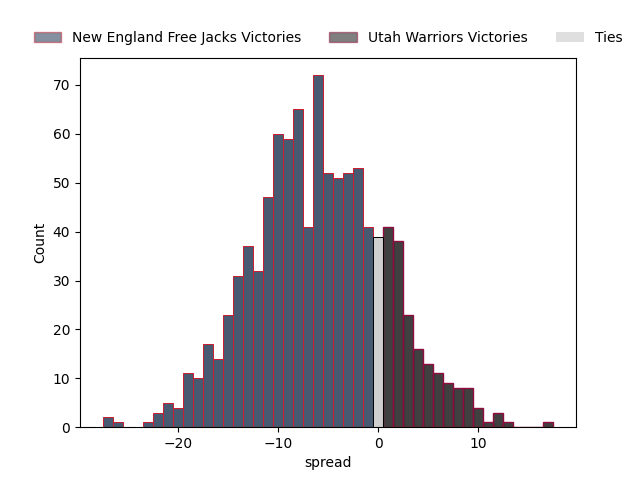 New England Free Jacks Victories Utah Warriors Victories Ties
70
60
50
40
30
20
10
0
Count
−20 −10 0 10
spread